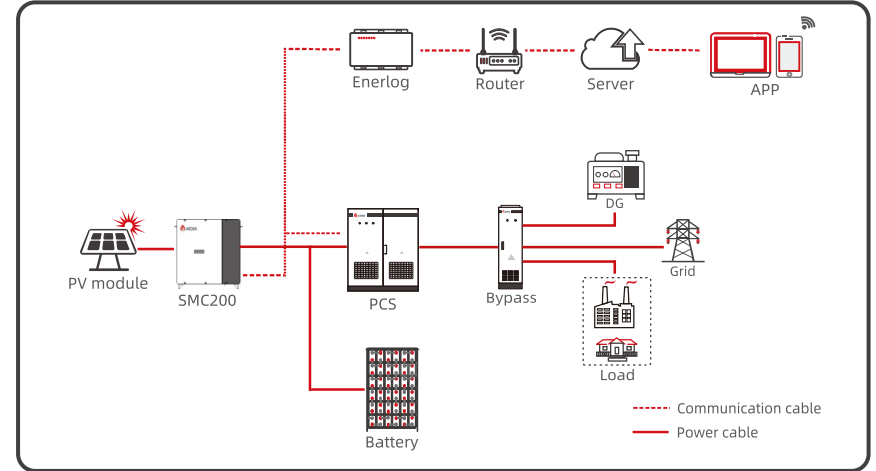 Enerlog
Router
Server
APP
DG
PV module
SMC200
PCS
Bypass
Grid
Load
Battery
Communication cable
Power cable